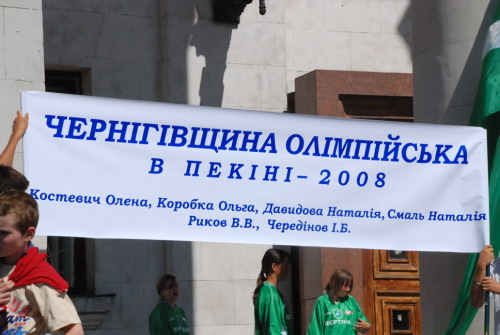 ЧЕРНІГІВЩИНА ОЛІМПІЙСЬКА
В ПЕКІНІ – 2008
Костевич Олена, Коробка Ольга, Давидова Наталія, Смаль Наталія
Риков В.В., Чередінов І.Б.